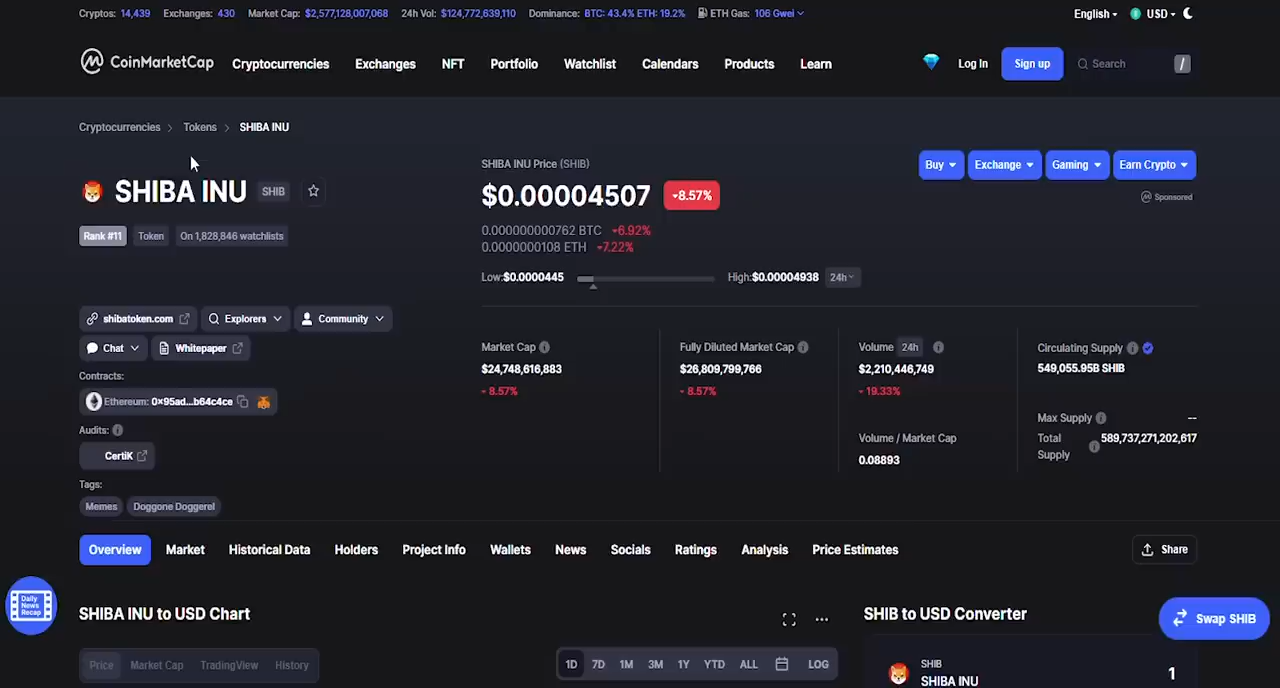 Cryptos: 14,439 Exchanges: 430 Market Cap: $2,577,128,007,068 24h Vol: $124,772,639,110 Dominance: BTC: 43.4% ETH: 19.2% ETH Gas: 106 Gwei English USD
CoinMarketCap Cryptocurrencies Exchanges NFT Portfolio Watchlist Calendars Products Learn Log In Sign up Search /
Cryptocurrencies > Tokens > SHIBA INU
SHIBA INU SHIB
Rank #11 Token On 1,828,846 watchlists
SHIBA INU Price (SHIB)
$0.00004507 -8.57%
0.000000000762 BTC -6.92%
0.0000000108 ETH -7.22%
Low:$0.0000445 High:$0.00004938 24h
Buy Exchange Gaming Earn Crypto
Sponsored
shibatoken.com Explorers Community
Chat Whitepaper
Contracts:
Ethereum: 0x95ad...b64c4ce
Audits:
CertiK
Tags:
Memes Doggone Doggerel
Market Cap
$24,748,616,883
- 8.57%
Fully Diluted Market Cap
$26,809,799,766
- 8.57%
Volume 24h
$2,210,446,749
- 19.33%
Volume / Market Cap
0.08893
Circulating Supply
549,055.95B SHIB
Max Supply --
Total Supply 589,737,271,202,617
Overview Market Historical Data Holders Project Info Wallets News Socials Ratings Analysis Price Estimates Share
Daily
News
Recap
SHIBA INU to USD Chart
Price Market Cap TradingView History
1D 7D 1M 3M 1Y YTD ALL LOG
SHIB to USD Converter
SHIB
SHIBA INU 1
Swap SHIB